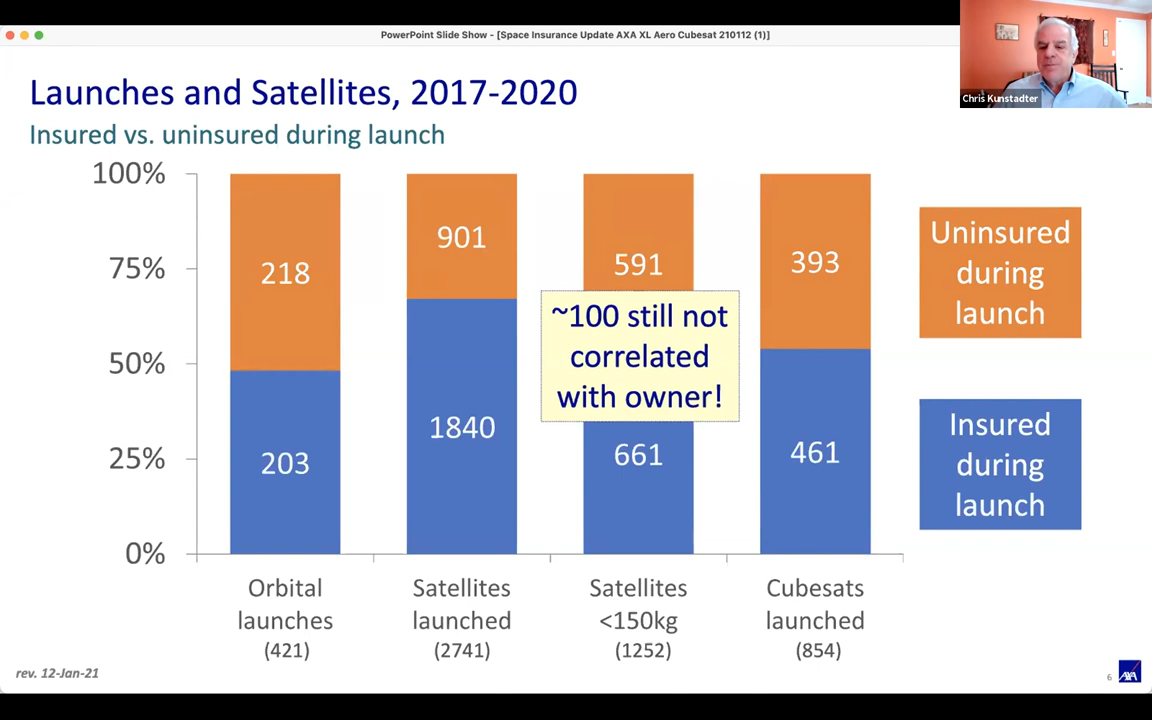 PowerPoint Slide Show - [Space Insurance Update AXA XL Aero Cubesat 210112 (1)]
Chris Kunstadter
Launches and Satellites, 2017-2020
Insured vs. uninsured during launch
100%
75%
50%
25%
0%
218
203
901
1840
591
661
393
461
~100 still not
correlated
with owner!
Uninsured
during
launch
Insured
during
launch
Orbital
launches
(421)
Satellites
launched
(2741)
Satellites
<150kg
(1252)
Cubesats
launched
(854)
rev. 12-Jan-21
6
AXA